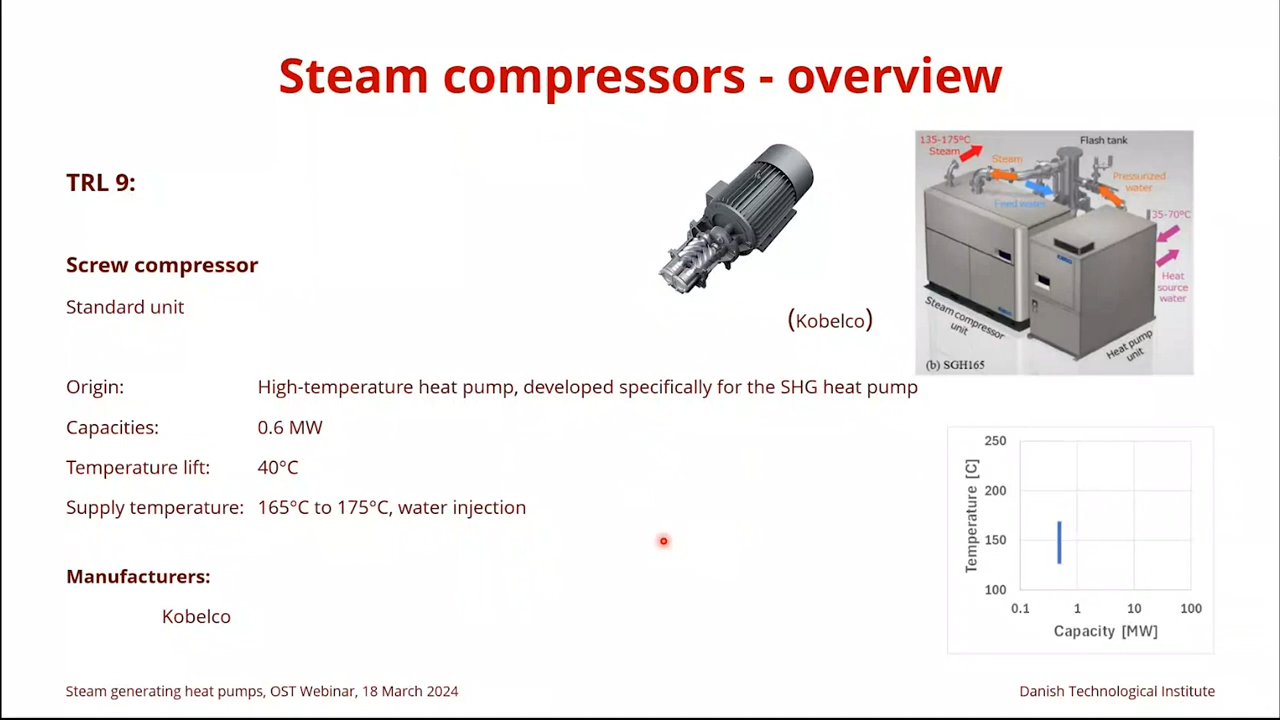 Steam compressors - overview
TRL 9:
Screw compressor
Standard unit
(Kobelco)
135-175°C
Steam
Flash tank
Steam
Pressurized
water
Feed water
35-70°C
Heat
source
water
Steam compressor
unit
Heat pump
unit
(b) SGH165
Origin: High-temperature heat pump, developed specifically for the SHG heat pump
Capacities: 0.6 MW
Temperature lift: 40°C
Supply temperature: 165°C to 175°C, water injection
Manufacturers:
Kobelco
250
200
150
100
Temperature [C]
0.1 1 10 100
Capacity [MW]
Steam generating heat pumps, OST Webinar, 18 March 2024
Danish Technological Institute